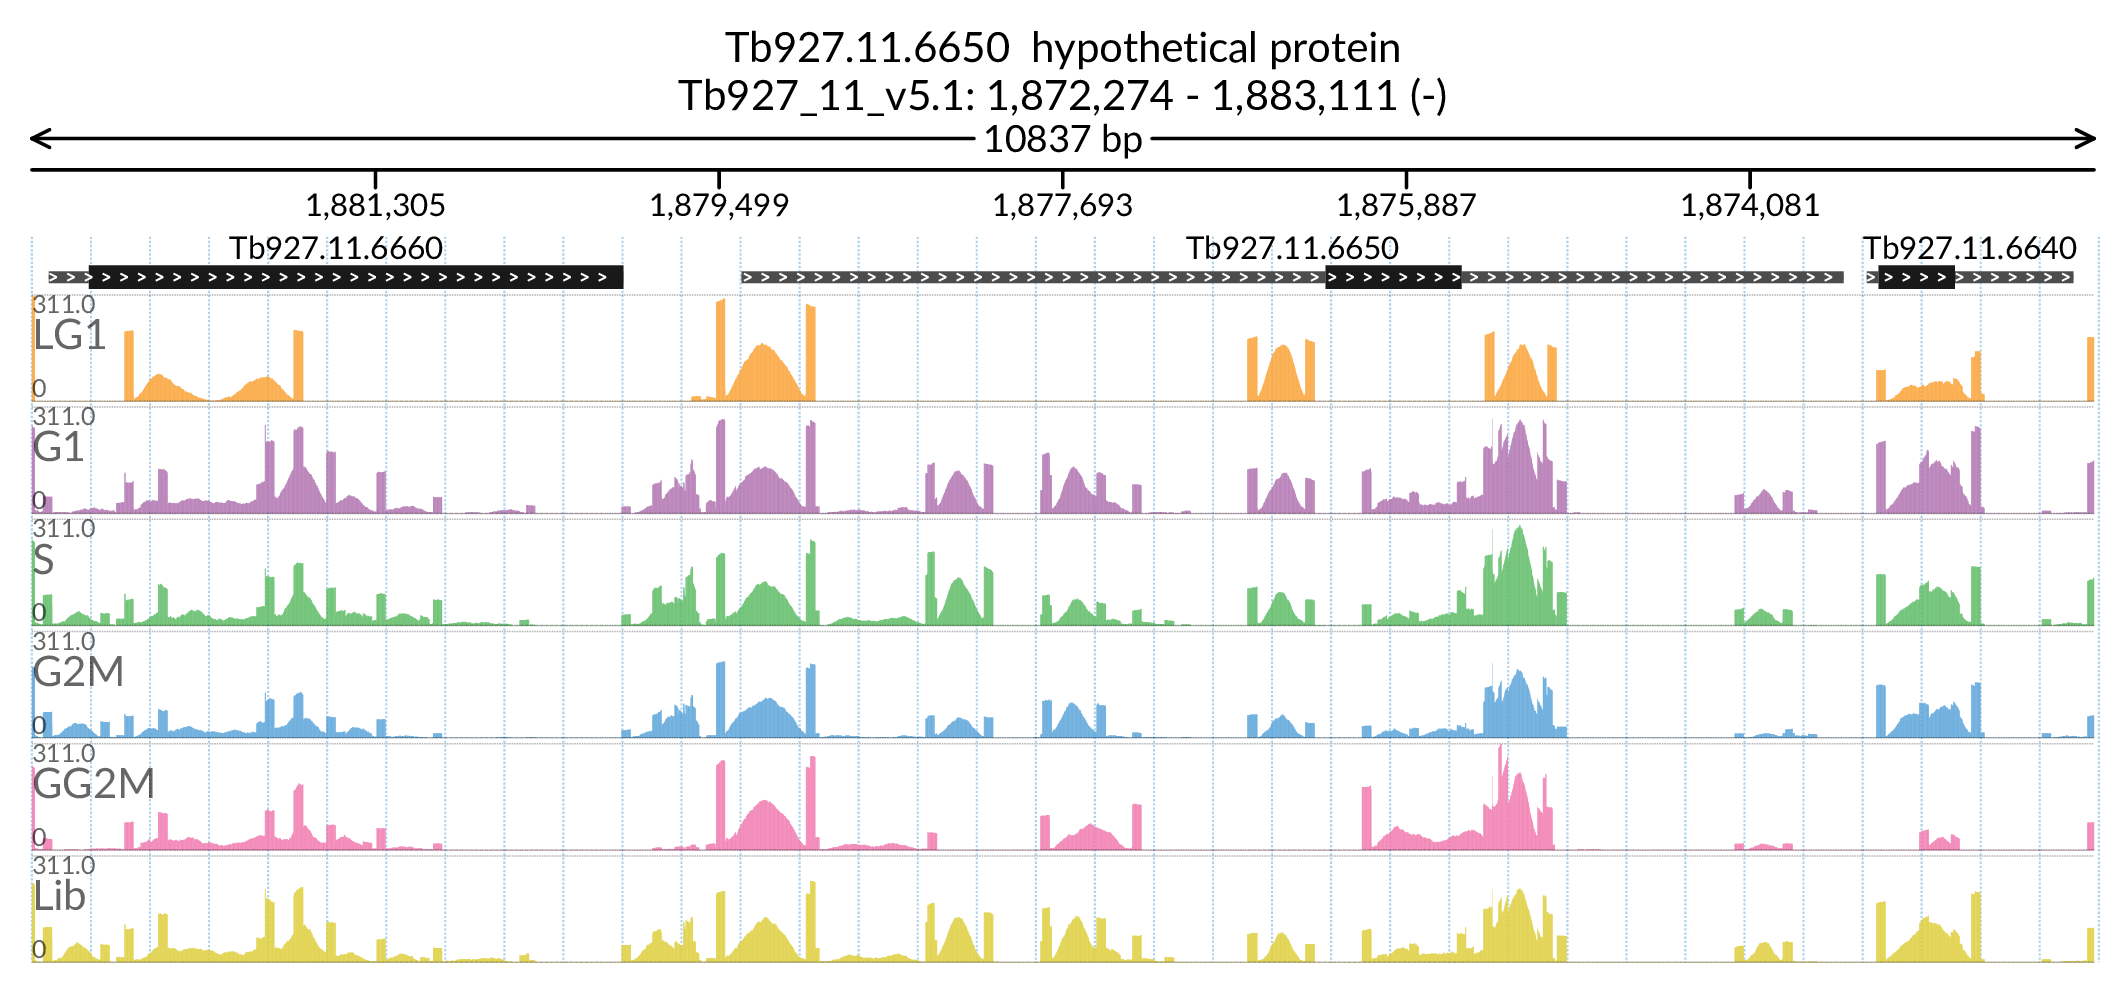 Tb927.11.6650 hypothetical protein
Tb927_11_v5.1: 1,872,274 - 1,883,111 (-)
10837 bp
1,881,305 1,879,499 1,877,693 1,875,887 1,874,081
Tb927.11.6660 Tb927.11.6650 Tb927.11.6640
311.0
LG1
0
311.0
G1
0
311.0
S
0
311.0
G2M
0
311.0
GG2M
0
311.0
Lib
0